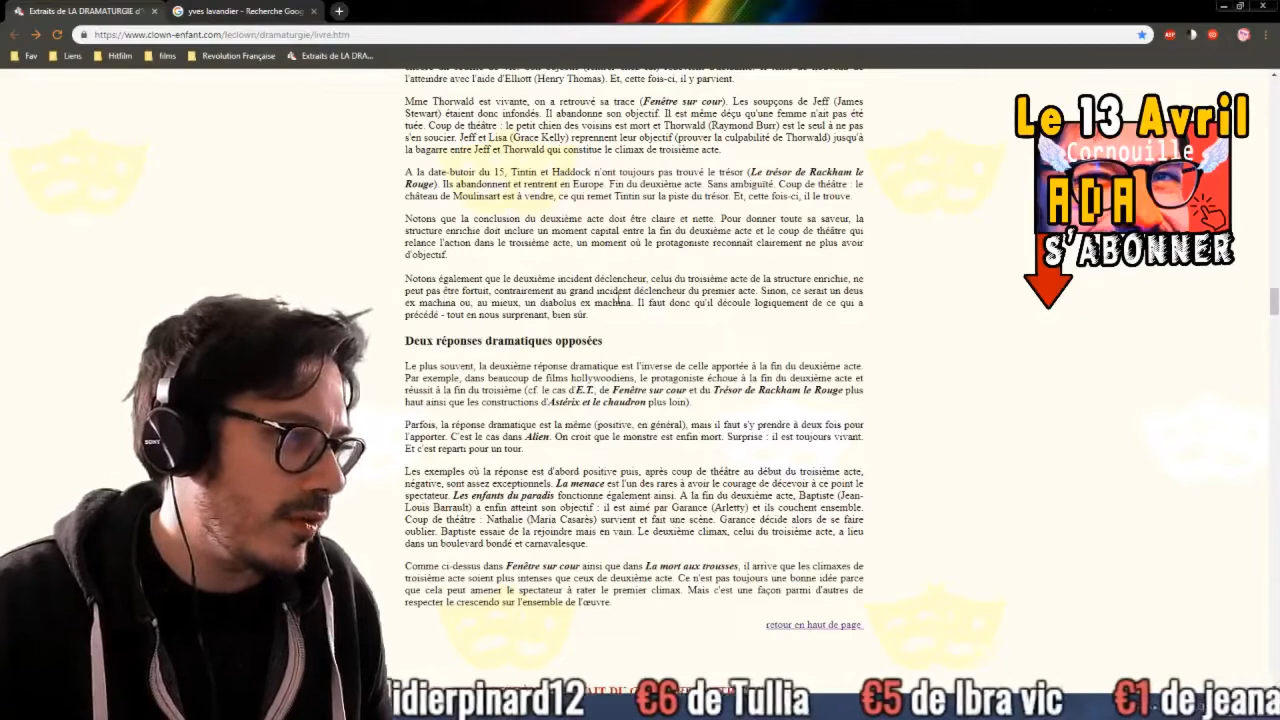 Extraits de LA DRAMATURGIE d'Y
yves lavandier - Recherche Goog
https://www.clown-enfant.com/leclown/dramaturgie/livre.htm
Fav
Liens
Hitfilm
films
Revolution Française
Extraits de LA DRA...
l'atteindre avec l'aide d'Elliott (Henry Thomas). Et, cette fois-ci, il y parvient.
Mme Thorwald est vivante, on a retrouvé sa trace (Fenêtre sur cour). Les soupçons de Jeff (James
Stewart) étaient donc infondés. Il abandonne son objectif. Il est même déçu qu'une femme n'ait pas été
tuée. Coup de théâtre : le petit chien des voisins est mort et Thorwald (Raymond Burr) est le seul à ne pas
s'en soucier. Jeff et Lisa (Grace Kelly) reprennent leur objectif (prouver la culpabilité de Thorwald) jusqu'à
la bagarre entre Jeff et Thorwald qui constitue le climax de troisième acte.
A la date-butoir du 15, Tintin et Haddock n'ont toujours pas trouvé le trésor (Le trésor de Rackham le
Rouge). Ils abandonnent et rentrent en Europe. Fin du deuxième acte. Sans ambiguïté. Coup de théâtre : le
château de Moulinsart est à vendre, ce qui remet Tintin sur la piste du trésor. Et, cette fois-ci, il le trouve.
Notons que la conclusion du deuxième acte doit être claire et nette. Pour donner toute sa saveur, la
structure enrichie doit inclure un moment capital entre la fin du deuxième acte et le coup de théâtre qui
relance l'action dans le troisième acte, un moment où le protagoniste reconnaît clairement ne plus avoir
d'objectif.
Notons également que le deuxième incident déclencheur, celui du troisième acte de la structure enrichie, ne
peut pas être fortuit, contrairement au grand incident déclencheur du premier acte. Sinon, ce serait un deus
ex machina ou, au mieux, un diabolus ex machina. Il faut donc qu'il découle logiquement de ce qui a
précédé - tout en nous surprenant, bien sûr.
Deux réponses dramatiques opposées
Le plus souvent, la deuxième réponse dramatique est l'inverse de celle apportée à la fin du deuxième acte.
Par exemple, dans beaucoup de films hollywoodiens, le protagoniste échoue à la fin du deuxième acte et
réussit à la fin du troisième (cf. le cas d'E.T., de Fenêtre sur cour et du Trésor de Rackham le Rouge plus
haut ainsi que les constructions d'Astérix et le chaudron plus loin).
Parfois, la réponse dramatique est la même (positive, en général), mais il faut s'y prendre à deux fois pour
l'apporter. C'est le cas dans Alien. On croit que le monstre est enfin mort. Surprise : il est toujours vivant.
Et c'est reparti pour un tour.
Les exemples où la réponse est d'abord positive puis, après coup de théâtre au début du troisième acte,
négative, sont assez exceptionnels. La menace est l'un des rares à avoir le courage de décevoir à ce point le
spectateur. Les enfants du paradis fonctionne également ainsi. A la fin du deuxième acte, Baptiste (Jean-
Louis Barrault) a enfin atteint son objectif : il est aimé par Garance (Arletty) et ils couchent ensemble.
Coup de théâtre : Nathalie (Maria Casarès) survient et fait une scène. Garance décide alors de se faire
oublier. Baptiste essaie de la rejoindre mais en vain. Le deuxième climax, celui du troisième acte, a lieu
dans un boulevard bondé et carnavalesque.
Comme ci-dessus dans Fenêtre sur cour ainsi que dans La mort aux trousses, il arrive que les climaxes de
troisième acte soient plus intenses que ceux de deuxième acte. Ce n'est pas toujours une bonne idée parce
que cela peut amener le spectateur à rater le premier climax. Mais c'est une façon parmi d'autres de
respecter le crescendo sur l'ensemble de l'œuvre.
retour en haut de page
Le 13 Avril
Cornouille
ADA
S'ABONNER
SONY
idierpinard12 €6 de Tullia €5 de Ibra vic €1 de jeana